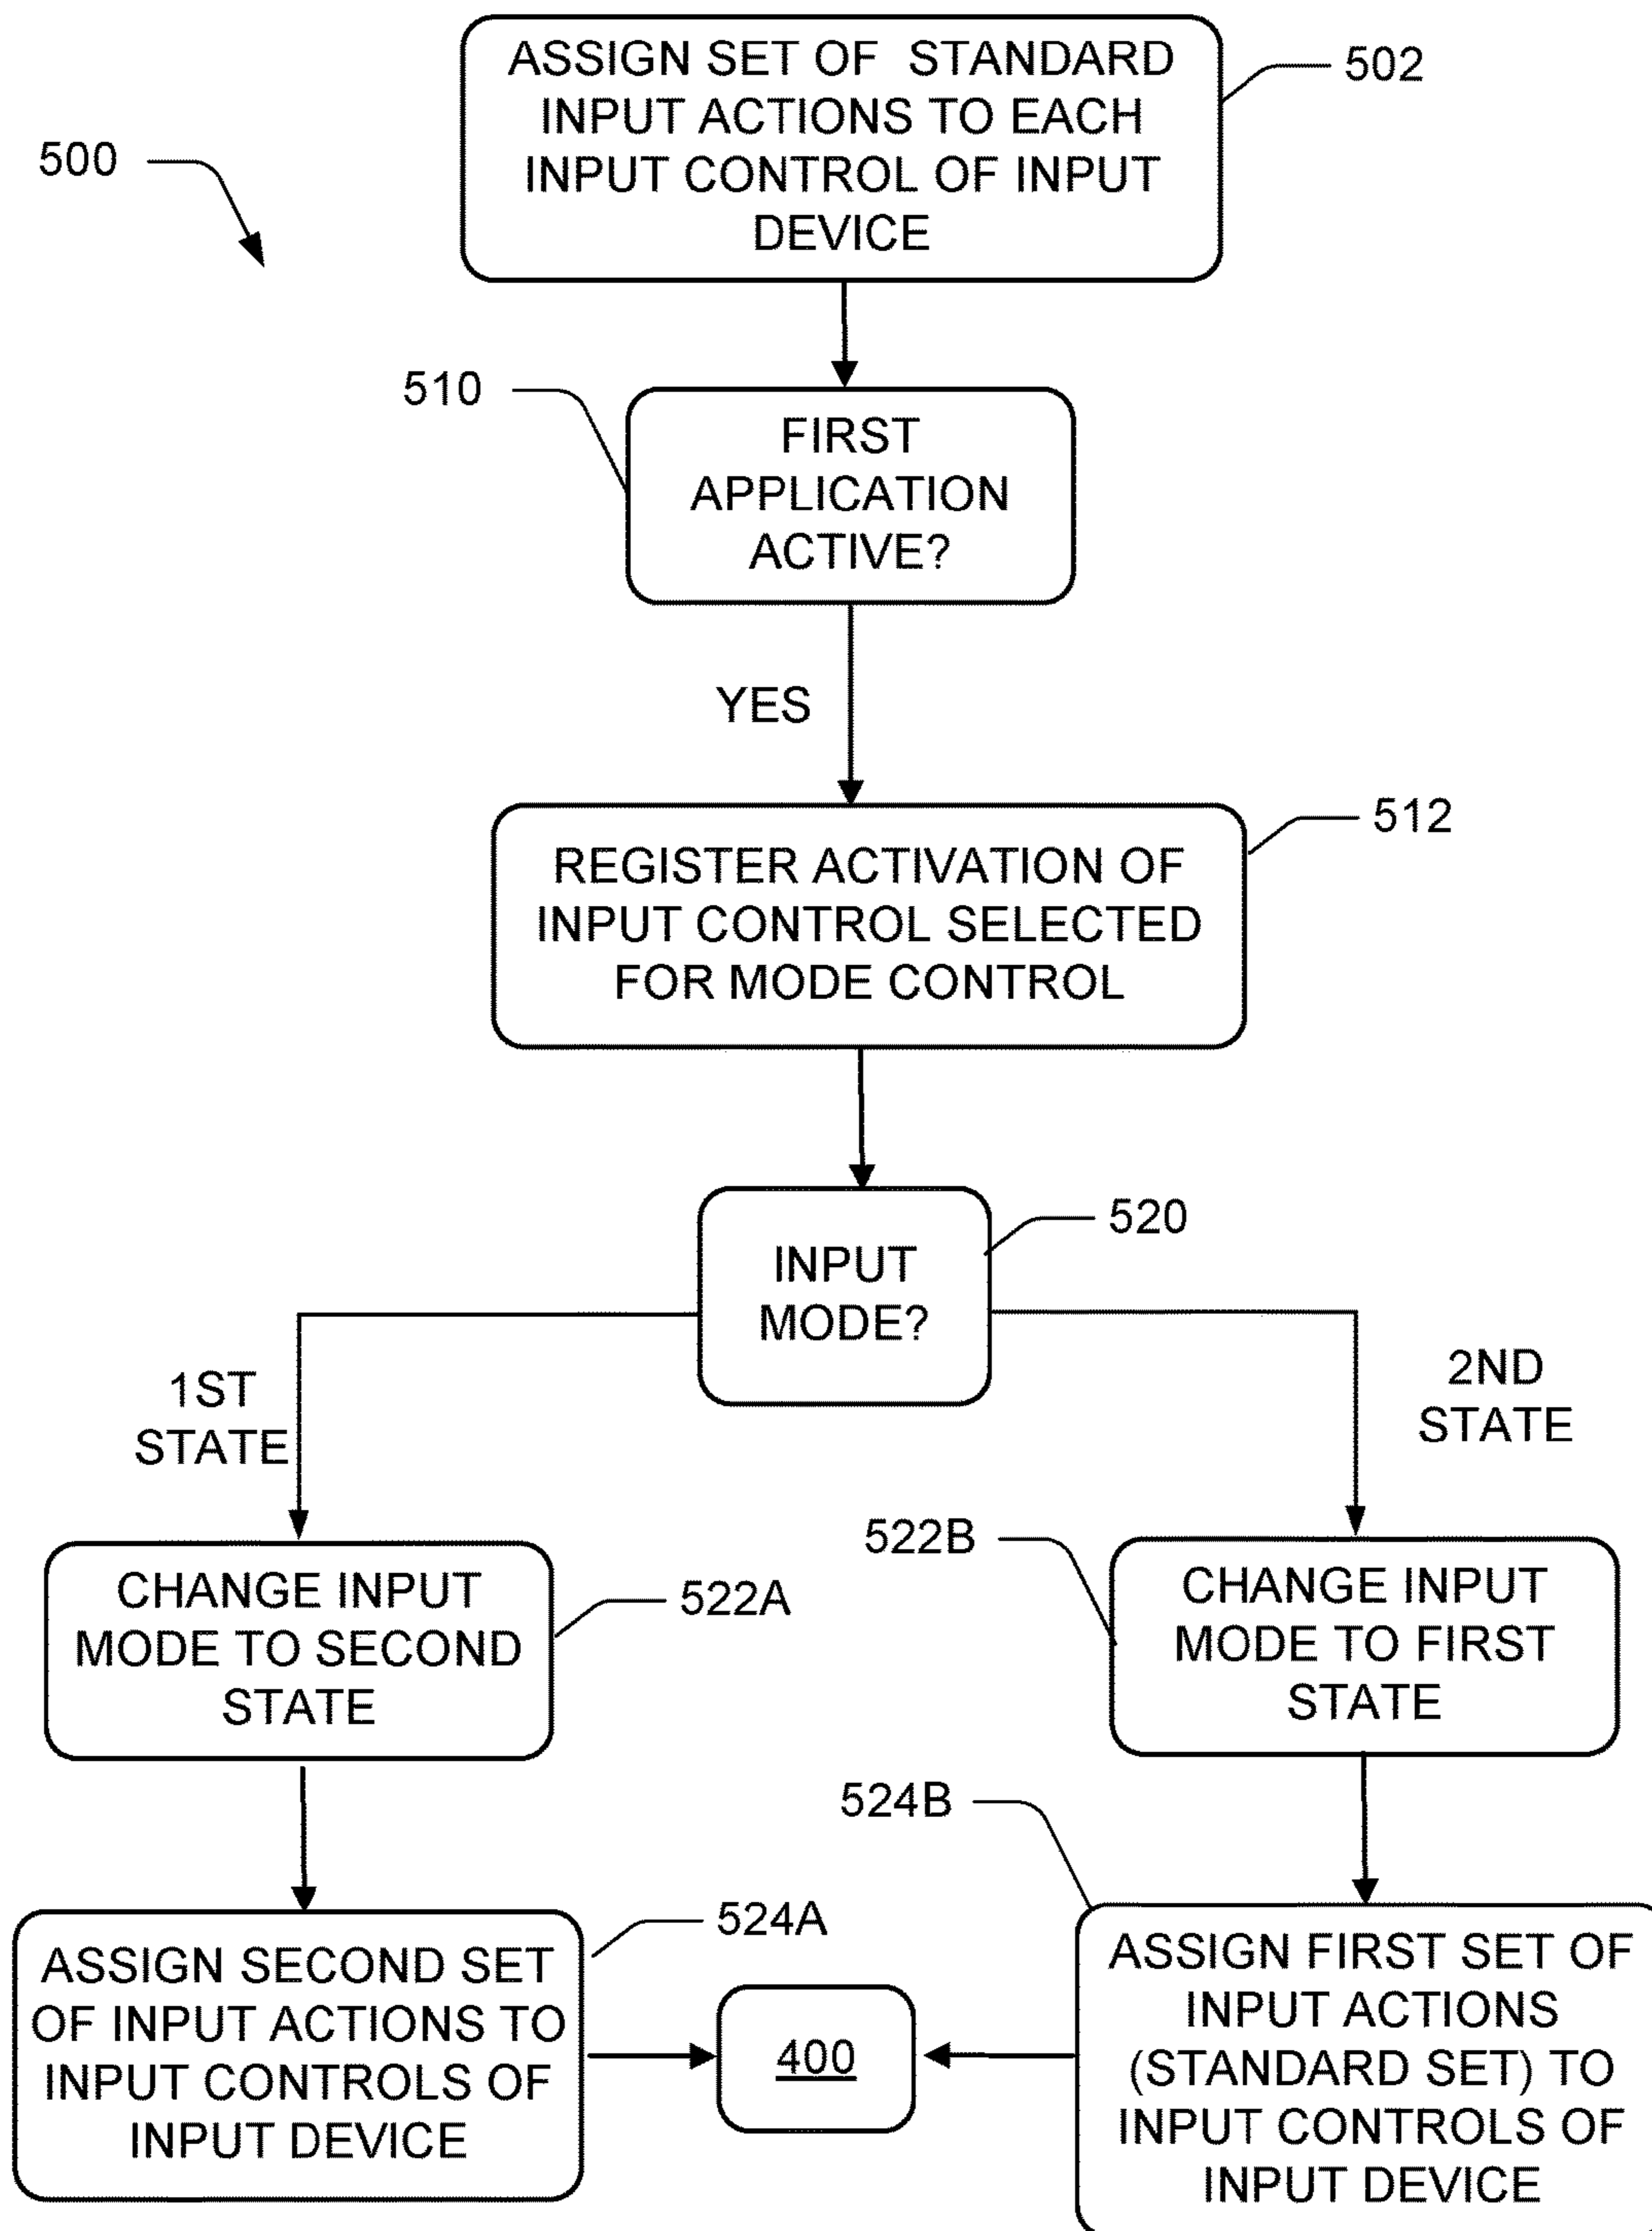 ASSIGN SET OF STANDARD
INPUT ACTIONS TO EACH
INPUT CONTROL OF INPUT
DEVICE
502
500
510
FIRST
APPLICATION
ACTIVE?
YES
512
REGISTER ACTIVATION OF
INPUT CONTROL SELECTED
FOR MODE CONTROL
520
INPUT
MODE?
1ST
STATE
2ND
STATE
522A
CHANGE INPUT
MODE TO SECOND
STATE
522B
CHANGE INPUT
MODE TO FIRST
STATE
524A
ASSIGN SECOND SET
OF INPUT ACTIONS TO
INPUT CONTROLS OF
INPUT DEVICE
400
524B
ASSIGN FIRST SET OF
INPUT ACTIONS
(STANDARD SET) TO
INPUT CONTROLS OF
INPUT DEVICE